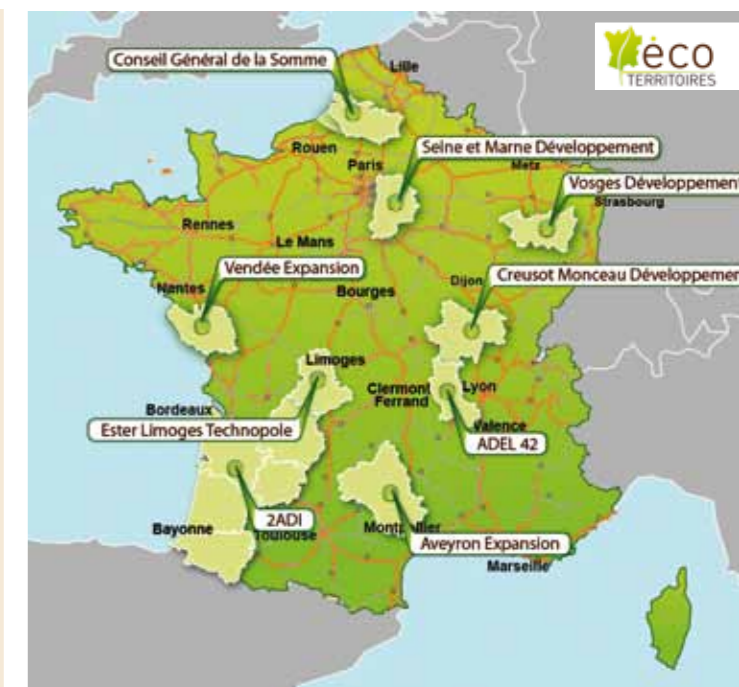 éco
TERRITOIRES
Conseil Général de la Somme
Lille
Rouen
Seine et Marne Développement
Paris
Metz
Vosges Développement
Strasbourg
Rennes
Le Mans
Vendée Expansion
Nantes
Bourges
Dijon
Creusot Monceau Développemen
Limoges
Clermont
Ferrand
Lyon
Bordeaux
Ester Limoges Technopole
Valence
ADEL 42
2ADI
Bayonne
Toulouse
Aveyron Expansion
Marseille